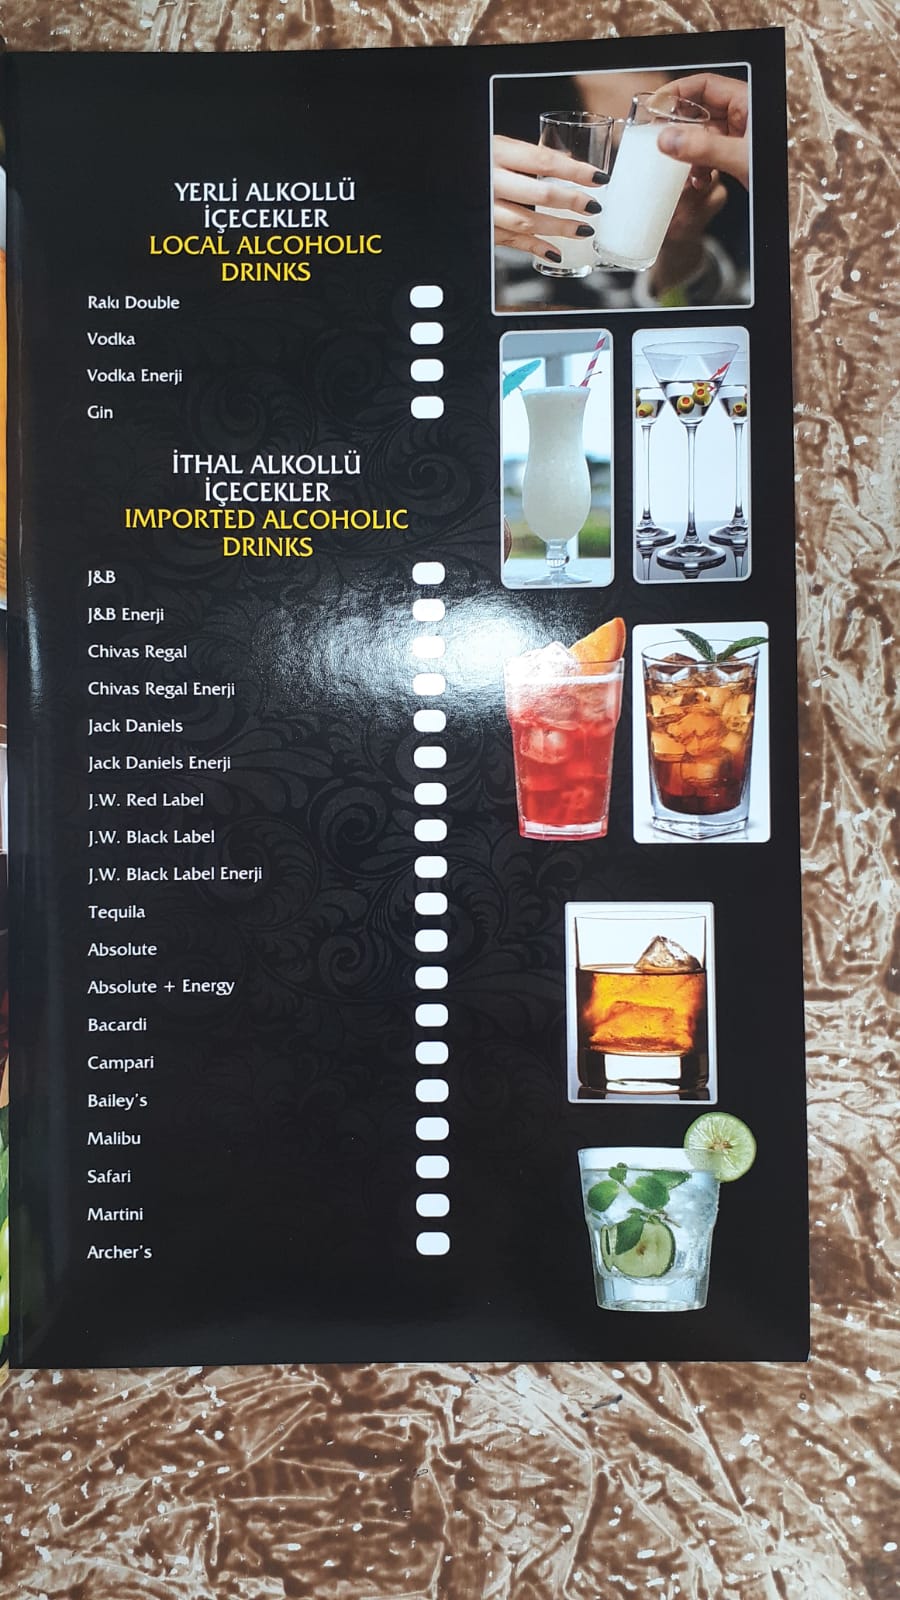 YERLİ ALKOLLÜ
İÇECEKLER
LOCAL ALCOHOLIC
DRINKS
Rakı Double
Vodka
Vodka Enerji
Gin
İTHAL ALKOLLÜ
İÇECEKLER
IMPORTED ALCOHOLIC
DRINKS
J&B
J&B Enerji
Chivas Regal
Chivas Regal Enerji
Jack Daniels
Jack Daniels Enerji
J.W. Red Label
J.W. Black Label
J.W. Black Label Enerji
Tequila
Absolute
Absolute + Energy
Bacardi
Campari
Bailey's
Malibu
Safari
Martini
Archer's